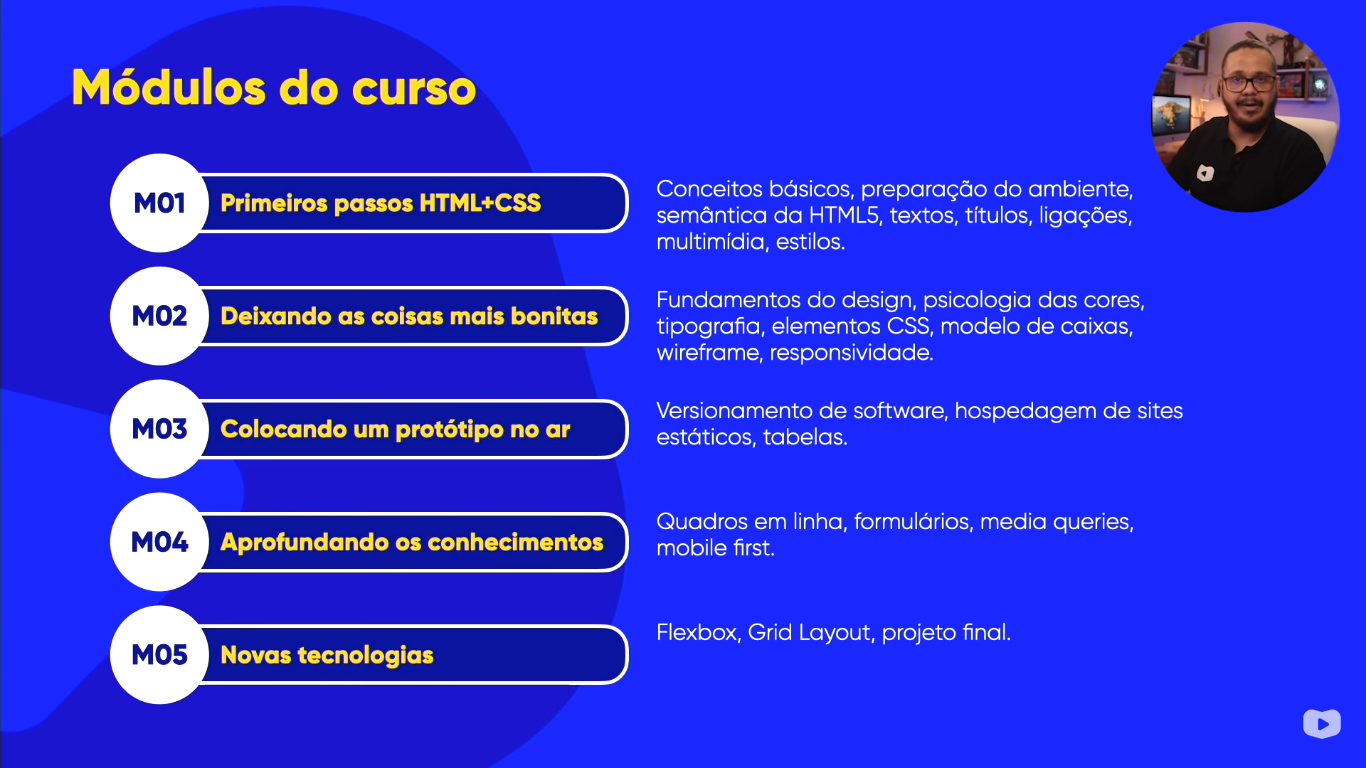 Módulos do curso
M01
Primeiros passos HTML+CSS
Conceitos básicos, preparação do ambiente,
semântica da HTML5, textos, títulos, ligações,
multimídia, estilos.
M02
Deixando as coisas mais bonitas
Fundamentos do design, psicologia das cores,
tipografia, elementos CSS, modelo de caixas,
wireframe, responsividade.
M03
Colocando um protótipo no ar
Versionamento de software, hospedagem de sites
estáticos, tabelas.
M04
Aprofundando os conhecimentos
Quadros em linha, formulários, media queries,
mobile first.
M05
Novas tecnologias
Flexbox, Grid Layout, projeto final.